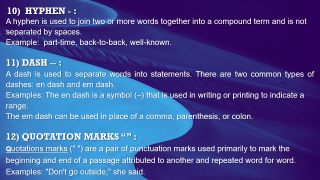 10) HYPHEN - :
A hyphen is used to join two or more words together into a compound term and is not
separated by spaces.
Example: part-time, back-to-back, well-known.
11) DASH -- :
A dash is used to separate words into statements. There are two common types of
dashes: en dash and em dash.
Examples: The en dash is a symbol (–) that is used in writing or printing to indicate a
range.
The em dash can be used in place of a comma, parenthesis, or colon.
12) QUOTATION MARKS “” :
Quotations marks (" ") are a pair of punctuation marks used primarily to mark the
beginning and end of a passage attributed to another and repeated word for word.
Examples: "Don't go outside," she said.